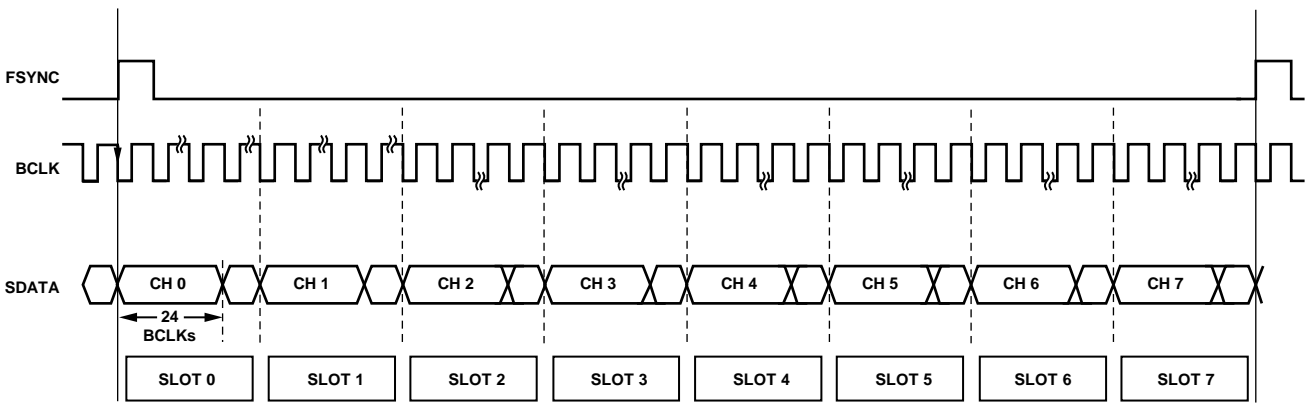 FSYNC
BCLK
SDATA
CH 0
CH 1
CH 2
CH 3
CH 4
CH 5
CH 6
CH 7
24
BCLKs
SLOT 0
SLOT 1
SLOT 2
SLOT 3
SLOT 4
SLOT 5
SLOT 6
SLOT 7